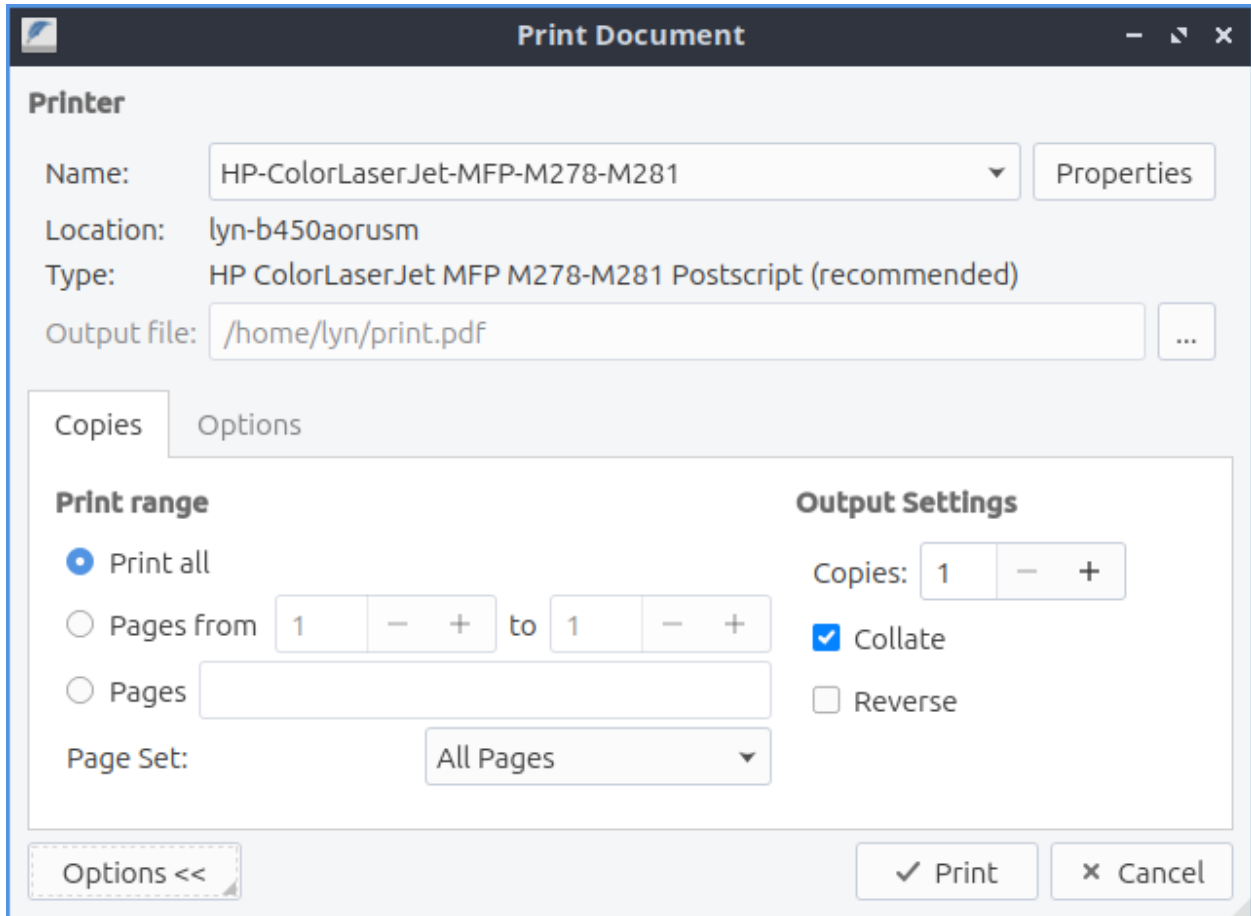 Print Document
Printer
Name: HP-ColorLaserJet-MFP-M278-M281 Properties
Location: lyn-b450aorusm
Type: HP ColorLaserJet MFP M278-M281 Postscript (recommended)
Output file: /home/lyn/print.pdf ...
Copies Options
Print range
Print all
Pages from 1 − + to 1 − +
Pages
Page Set: All Pages
Output Settings
Copies: 1 − +
Collate
Reverse
Options << Print Cancel